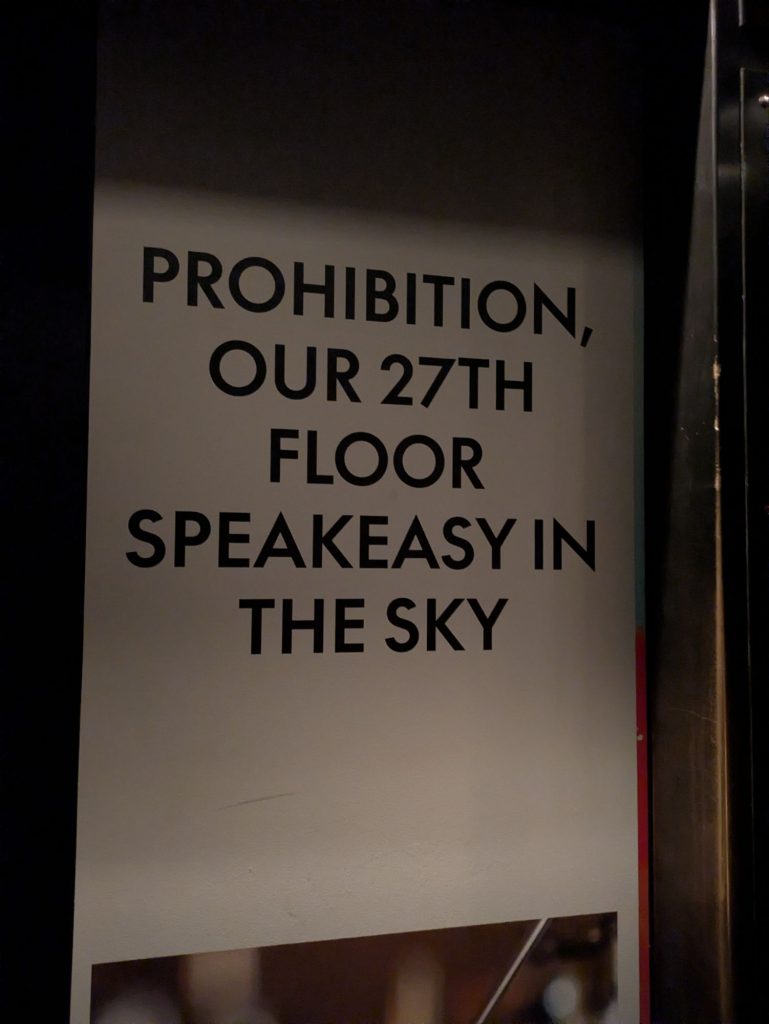 PROHIBITION,
OUR 27TH
FLOOR
SPEAKEASY IN
THE SKY